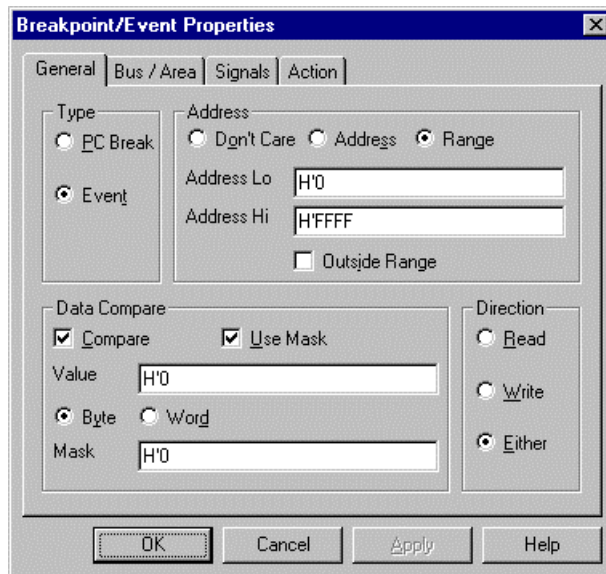 Breakpoint/Event Properties
General Bus / Area Signals Action
Type
PC Break
Event
Address
Don't Care Address Range
Address Lo H'0
Address Hi H'FFFF
Outside Range
Data Compare
Compare Use Mask
Value H'0
Byte Word
Mask H'0
Direction
Read
Write
Either
OK Cancel Apply Help